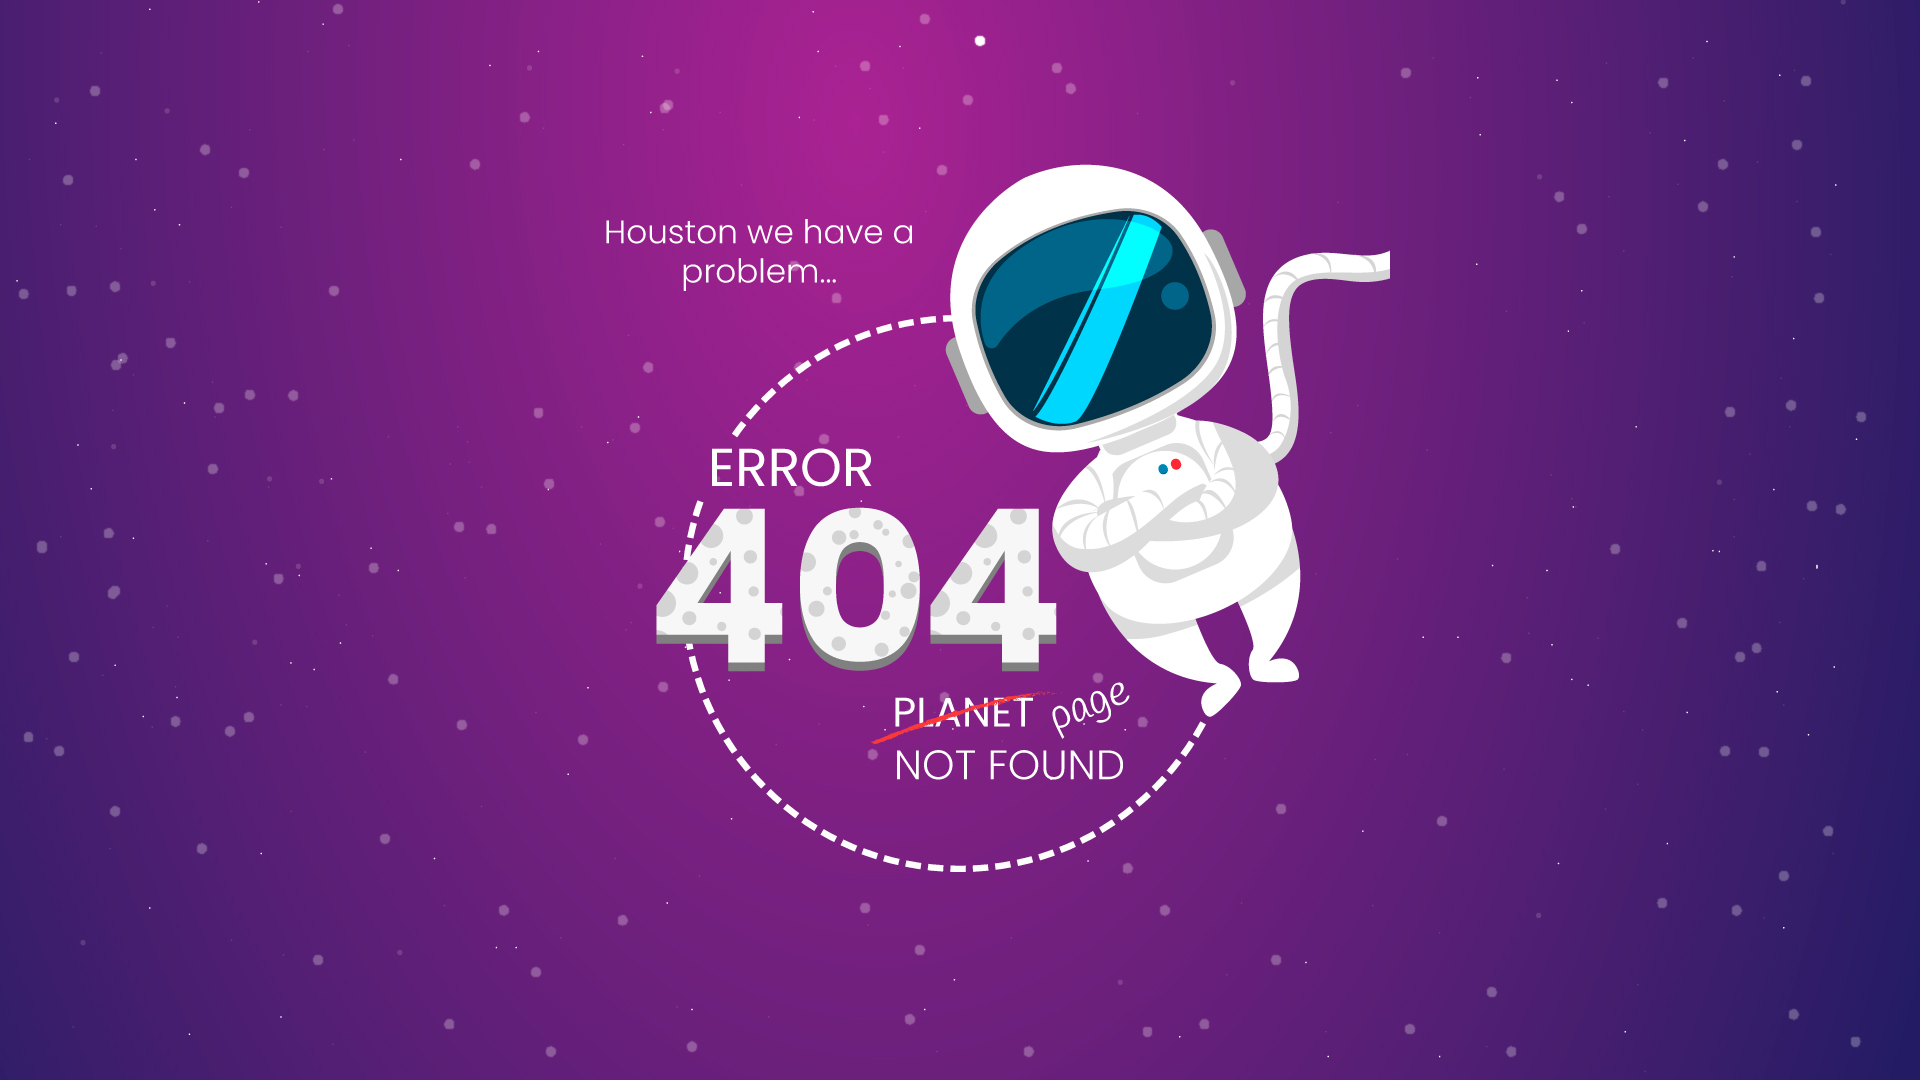 Houston we have a
problem...
ERROR
404
PLANET page
NOT FOUND